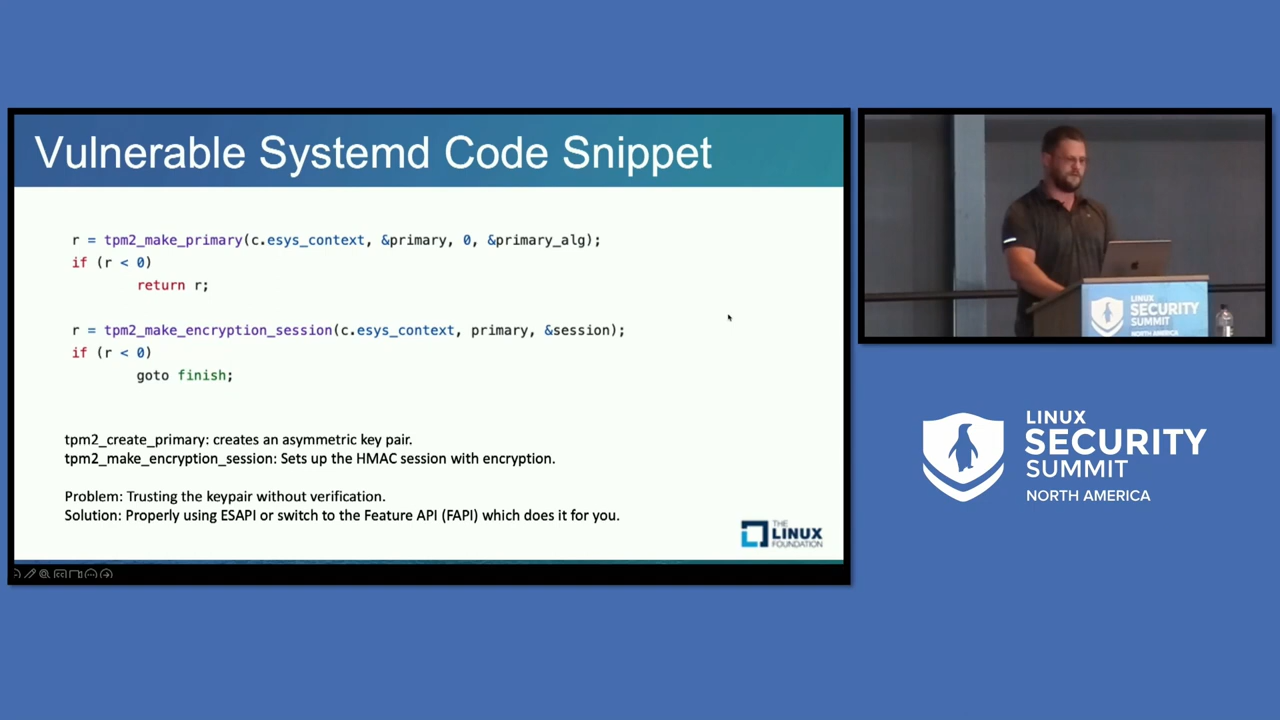 Vulnerable Systemd Code Snippet
r = tpm2_make_primary(c.esys_context, &primary, 0, &primary_alg);
if (r < 0)
return r;
r = tpm2_make_encryption_session(c.esys_context, primary, &session);
if (r < 0)
goto finish;
tpm2_create_primary: creates an asymmetric key pair.
tpm2_make_encryption_session: Sets up the HMAC session with encryption.
Problem: Trusting the keypair without verification.
Solution: Properly using ESAPI or switch to the Feature API (FAPI) which does it for you.
THE
LINUX
FOUNDATION
LINUX
SECURITY
SUMMIT
NORTH AMERICA
LINUX
SECURITY
SUMMIT
NORTH AMERICA